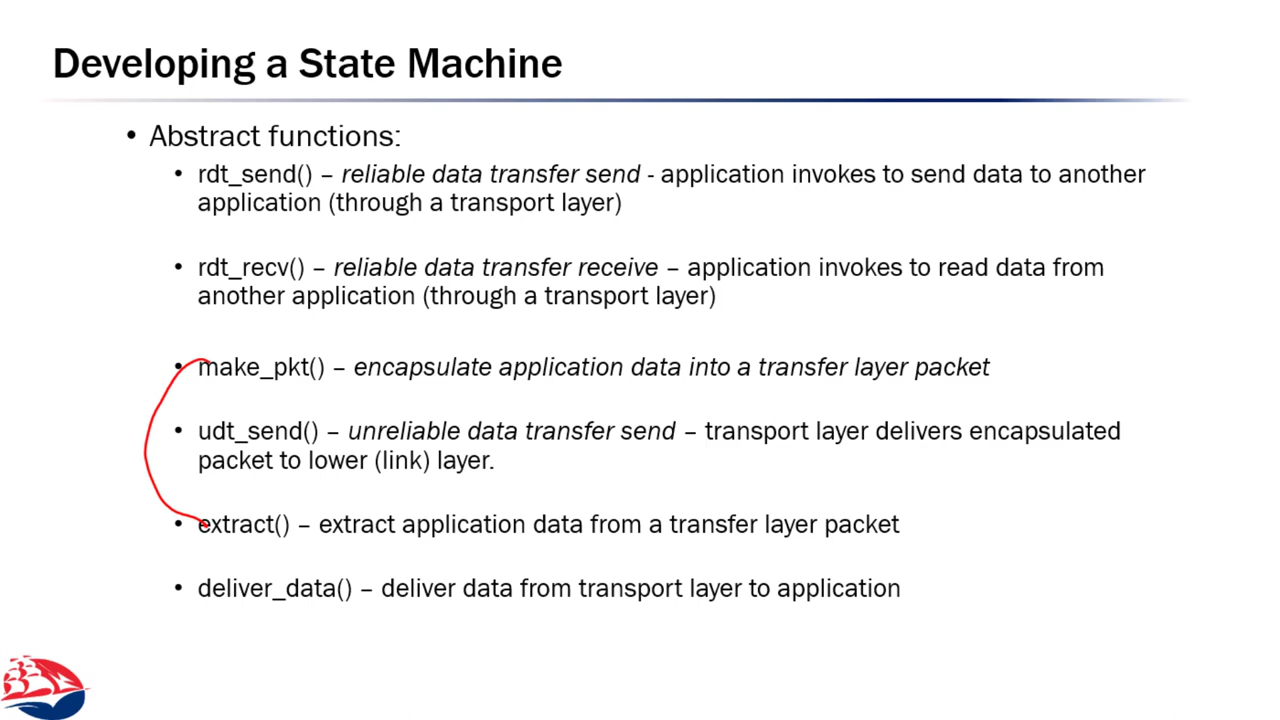 Developing a State Machine
• Abstract functions:
• rdt_send() – reliable data transfer send - application invokes to send data to another
application (through a transport layer)
• rdt_recv() – reliable data transfer receive – application invokes to read data from
another application (through a transport layer)
• make_pkt() – encapsulate application data into a transfer layer packet
• udt_send() – unreliable data transfer send – transport layer delivers encapsulated
packet to lower (link) layer.
• extract() – extract application data from a transfer layer packet
• deliver_data() – deliver data from transport layer to application